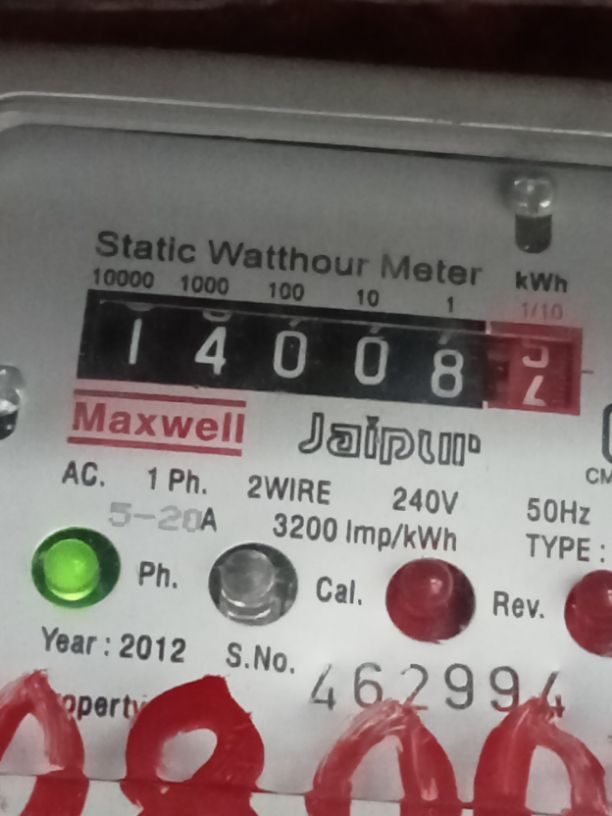 Static Watthour Meter
kWh
10000 1000 100 10 1 1/10
1 4 0 0 8
Maxwell Jaipur
AC. 1 Ph. 2WIRE 240V 50Hz
5-20A 3200 Imp/kWh TYPE :
Ph. Cal. Rev.
Year : 2012 S.No. 462994